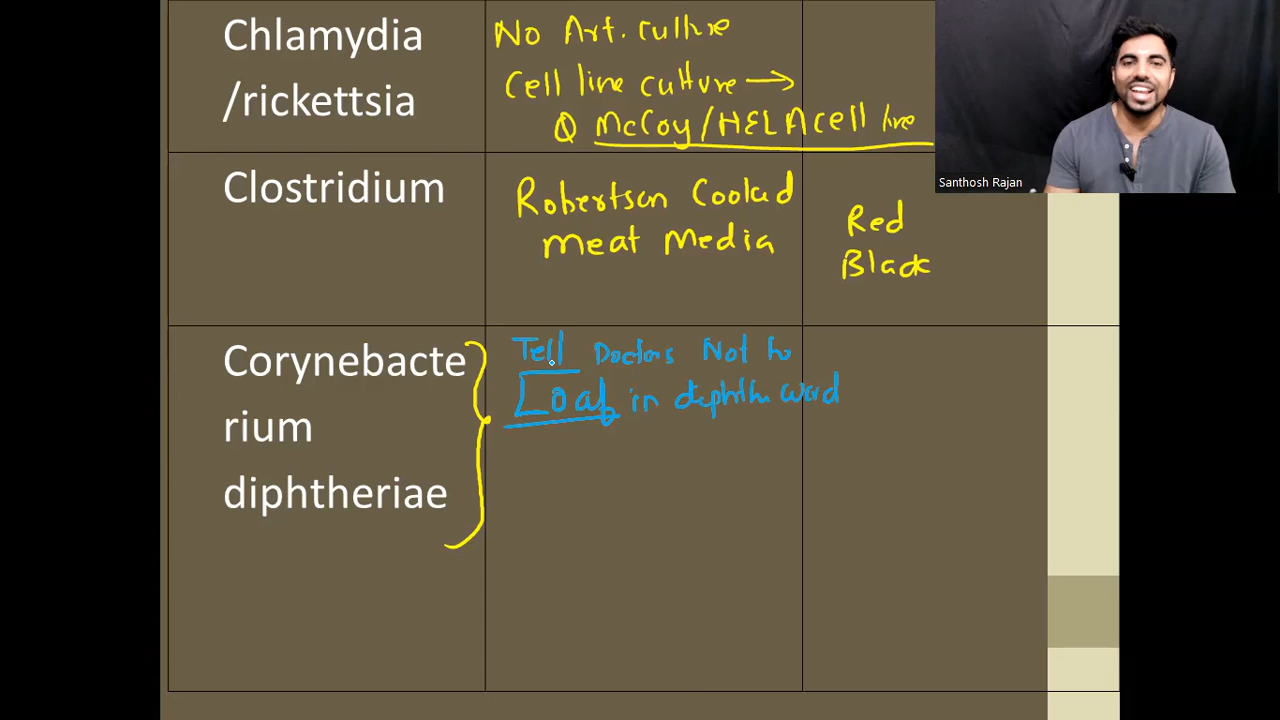 Chlamydia
/rickettsia
No Art. culture
Cell line culture →
Q McCoy/HELA cell line
Santhosh Rajan
Clostridium
Robertson Cooked
meat media
Red
Black
Corynebacte
rium
diphtheriae
Tell Doctors Not to
Loaf in diphthe ward